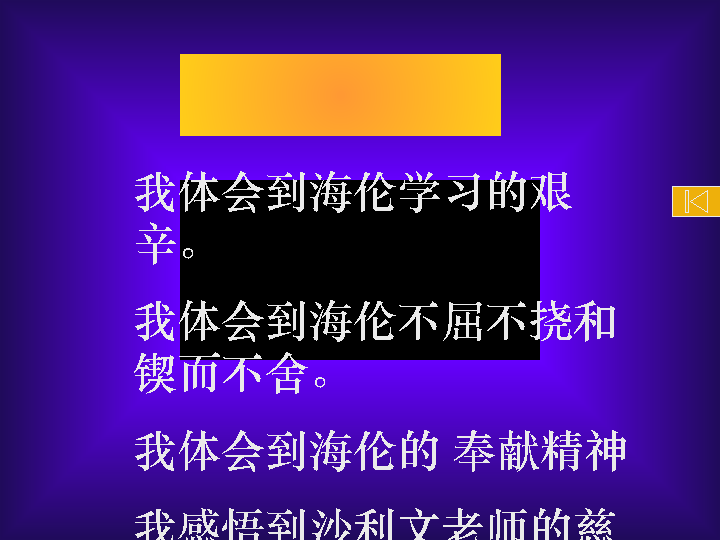 我体会到海伦学习的艰
辛。
我体会到海伦不屈不挠和
锲而不舍。
我体会到海伦的 奉献精神
我感悟到沙利文老师的慈